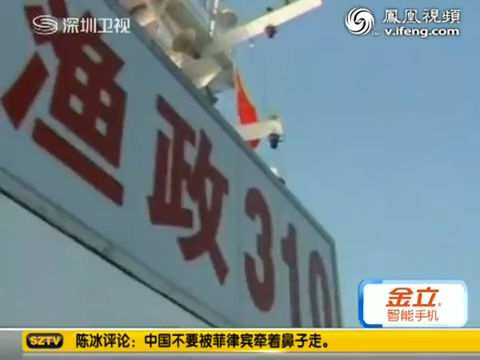 深圳卫视
鳳凰视頻
v.ifeng.com
渔政310
金立
智能手机
SZTV
陈冰评论：中国不要被菲律宾牵着鼻子走。